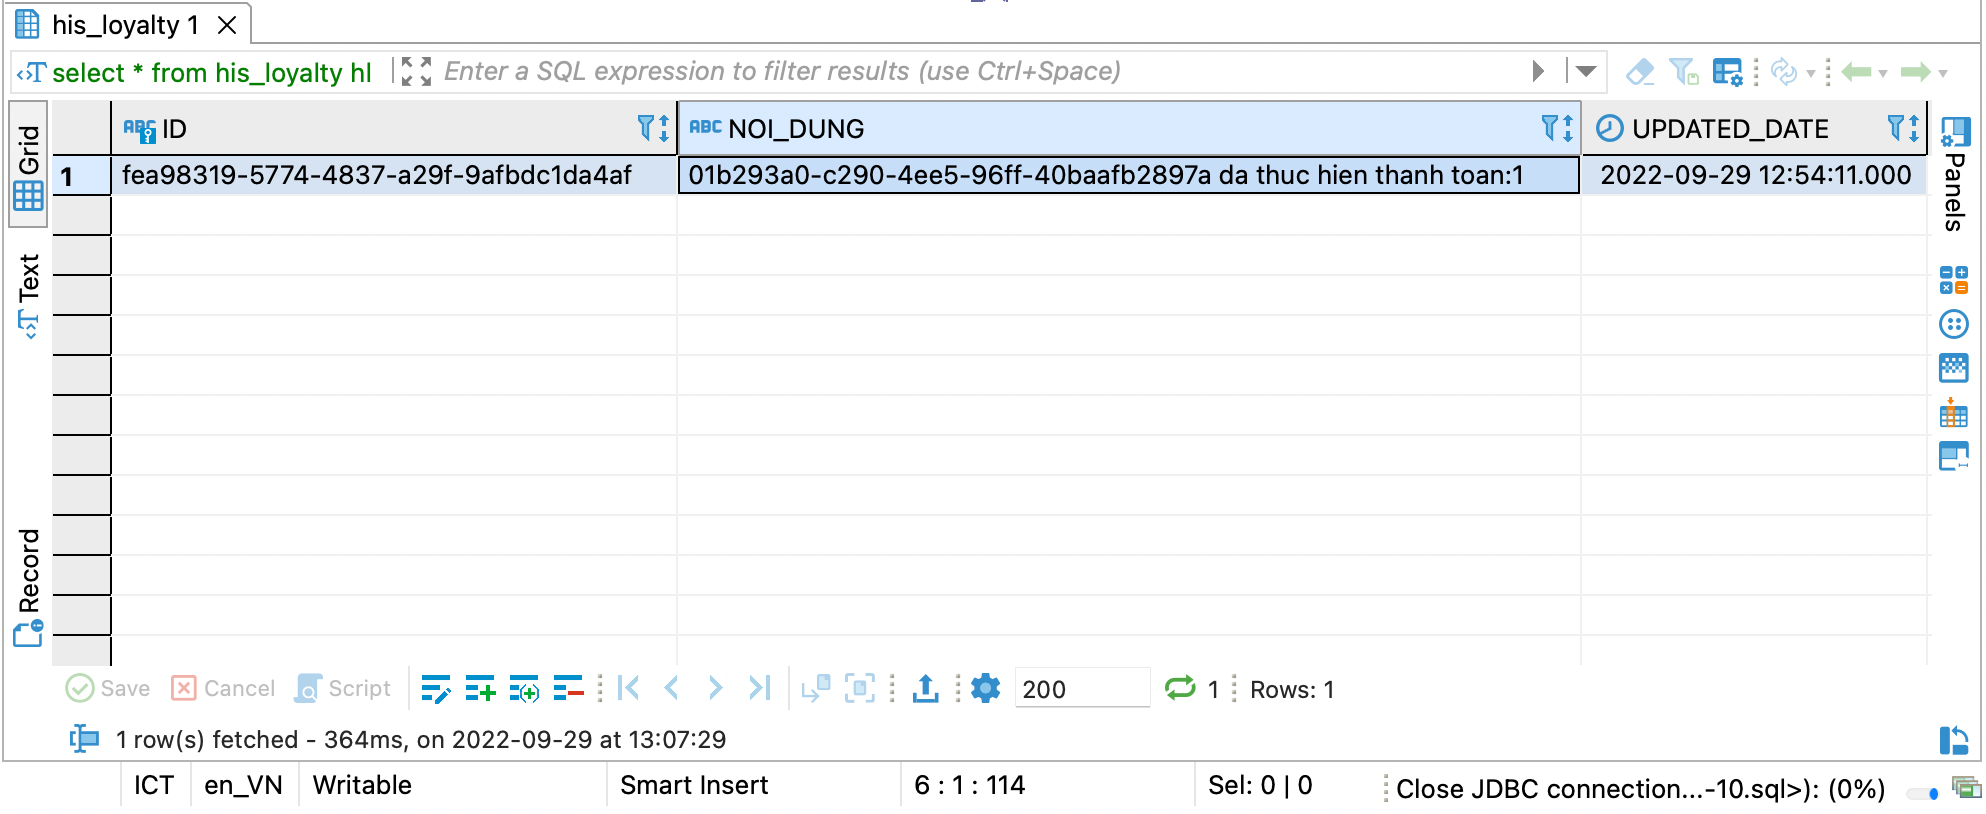 his_loyalty 1
select * from his_loyalty hl
Enter a SQL expression to filter results (use Ctrl+Space)
Grid
Text
Record
ABC ID
ABC NOI_DUNG
UPDATED_DATE
1
fea98319-5774-4837-a29f-9afbdc1da4af
01b293a0-c290-4ee5-96ff-40baafb2897a da thuc hien thanh toan:1
2022-09-29 12:54:11.000
Panels
Save
Cancel
Script
200
1
Rows: 1
1 row(s) fetched - 364ms, on 2022-09-29 at 13:07:29
ICT
en_VN
Writable
Smart Insert
6 : 1 : 114
Sel: 0 | 0
Close JDBC connection...-10.sql>): (0%)